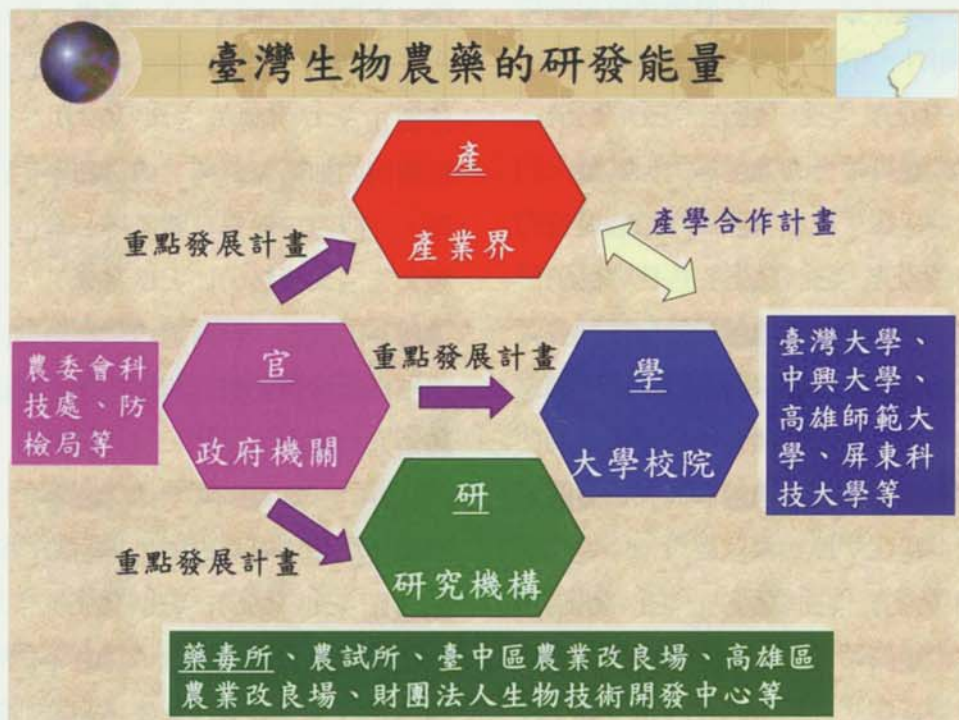 臺灣生物農藥的研發能量
產
產業界
重點發展計畫
產學合作計畫
農委會科
技處、防
檢局等
官
政府機關
重點發展計畫
學
大學校院
臺灣大學、
中興大學、
高雄師範大
學、屏東科
技大學等
重點發展計畫
研
研究機構
藥毒所、農試所、臺中區農業改良場、高雄區
農業改良場、財團法人生物技術開發中心等